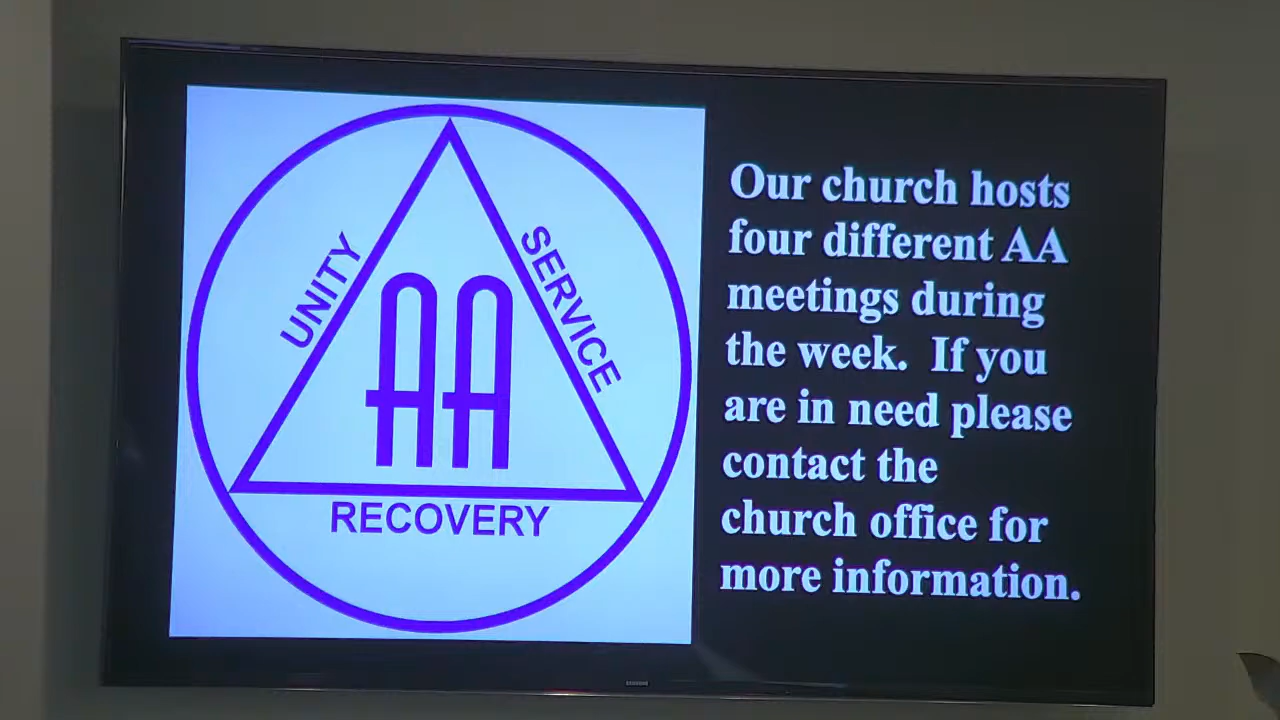 UNITY
SERVICE
AA
RECOVERY
Our church hosts
four different AA
meetings during
the week. If you
are in need please
contact the
church office for
more information.
SAMSUNG